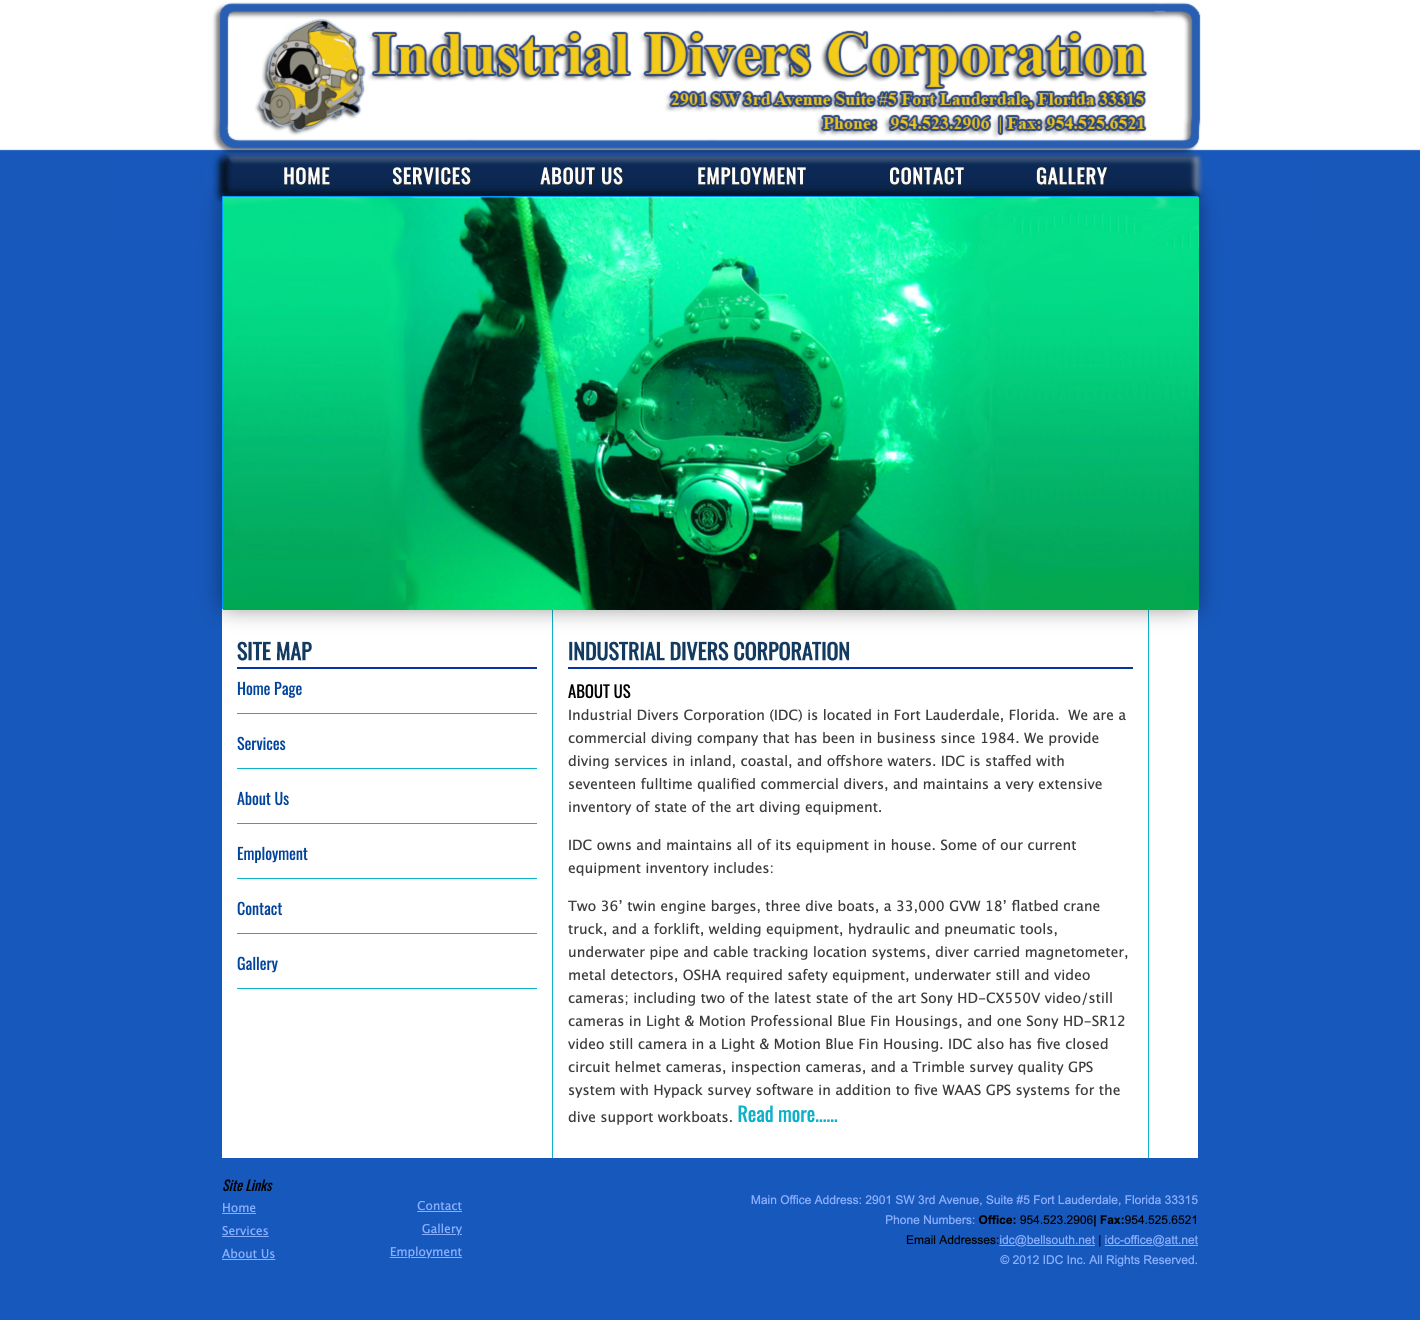 Industrial Divers Corporation
2901 SW 3rd Avenue Suite #5 Fort Lauderdale, Florida 33315
Phone: 954.523.2906 | Fax: 954.525.6521
HOME SERVICES ABOUT US EMPLOYMENT CONTACT GALLERY
SITE MAP
Home Page
Services
About Us
Employment
Contact
Gallery
INDUSTRIAL DIVERS CORPORATION
ABOUT US
Industrial Divers Corporation (IDC) is located in Fort Lauderdale, Florida.  We are a
commercial diving company that has been in business since 1984. We provide
diving services in inland, coastal, and offshore waters. IDC is staffed with
seventeen fulltime qualified commercial divers, and maintains a very extensive
inventory of state of the art diving equipment.
IDC owns and maintains all of its equipment in house. Some of our current
equipment inventory includes:
Two 36’ twin engine barges, three dive boats, a 33,000 GVW 18’ flatbed crane
truck, and a forklift, welding equipment, hydraulic and pneumatic tools,
underwater pipe and cable tracking location systems, diver carried magnetometer,
metal detectors, OSHA required safety equipment, underwater still and video
cameras; including two of the latest state of the art Sony HD-CX550V video/still
cameras in Light & Motion Professional Blue Fin Housings, and one Sony HD-SR12
video still camera in a Light & Motion Blue Fin Housing. IDC also has five closed
circuit helmet cameras, inspection cameras, and a Trimble survey quality GPS
system with Hypack survey software in addition to five WAAS GPS systems for the
dive support workboats. Read more......
Site Links
Home
Services
About Us
Contact
Gallery
Employment
Main Office Address: 2901 SW 3rd Avenue, Suite #5 Fort Lauderdale, Florida 33315
Phone Numbers: Office: 954.523.2906| Fax:954.525.6521
Email Addresses:idc@bellsouth.net | idc-office@att.net
© 2012 IDC Inc. All Rights Reserved.